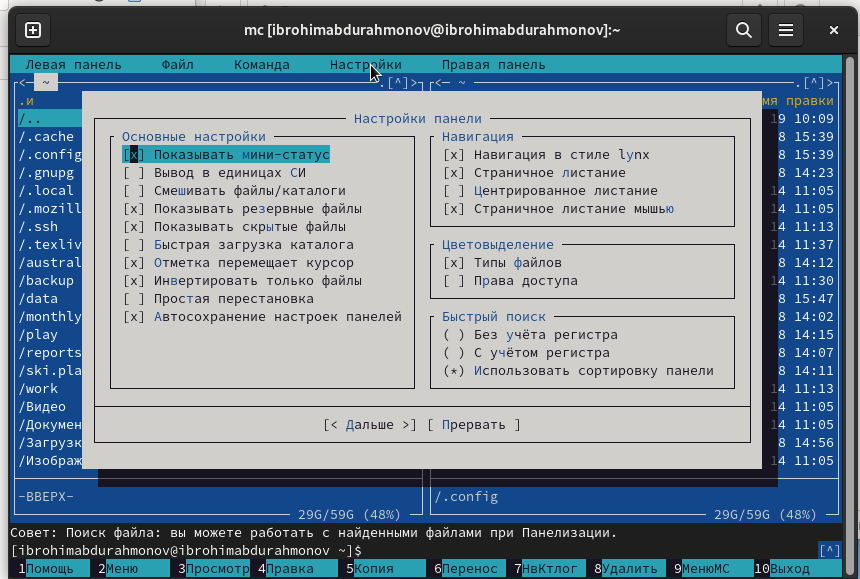 mc [ibrohimabdurahmonov@ibrohimabdurahmonov]:~
Левая панель Файл Команда Настройки Правая панель
<— ~ .[^]> <— ~ .[^]>
.и мя правки
/.. 9 10:09
/.cache 8 15:39
/.config 8 15:39
/.gnupg 8 14:23
/.local 14 11:05
/.mozill 14 11:05
/.ssh 14 11:13
/.texliv 14 11:37
/austral 8 14:12
/backup 14 11:30
/data 8 15:47
/monthly 8 14:02
/play 8 14:15
/reports 8 14:07
/ski.pla 8 14:11
/work 14 11:13
/Видео 14 11:05
/Докумен 14 11:05
/Загрузк 8 14:56
/Изображ 14 11:05
Настройки панели
Основные настройки
[x] Показывать мини-статус
[ ] Вывод в единицах СИ
[ ] Смешивать файлы/каталоги
[x] Показывать резервные файлы
[x] Показывать скрытые файлы
[ ] Быстрая загрузка каталога
[x] Отметка перемещает курсор
[x] Инвертировать только файлы
[ ] Простая перестановка
[x] Автосохранение настроек панелей
Навигация
[x] Навигация в стиле lynx
[x] Страничное листание
[ ] Центрированное листание
[x] Страничное листание мышью
Цветовыделение
[x] Типы файлов
[ ] Права доступа
Быстрый поиск
( ) Без учёта регистра
( ) С учётом регистра
(*) Использовать сортировку панели
[< Дальше >] [ Прервать ]
-ВВЕРХ- /.config
29G/59G (48%) 29G/59G (48%)
Совет: Поиск файла: вы можете работать с найденными файлами при Панелизации.
[ibrohimabdurahmonov@ibrohimabdurahmonov ~]$ [^]
1Помощь 2Меню 3Просмотр 4Правка 5Копия 6Перенос 7НвКтлог 8Удалить 9МенюМС 10Выход